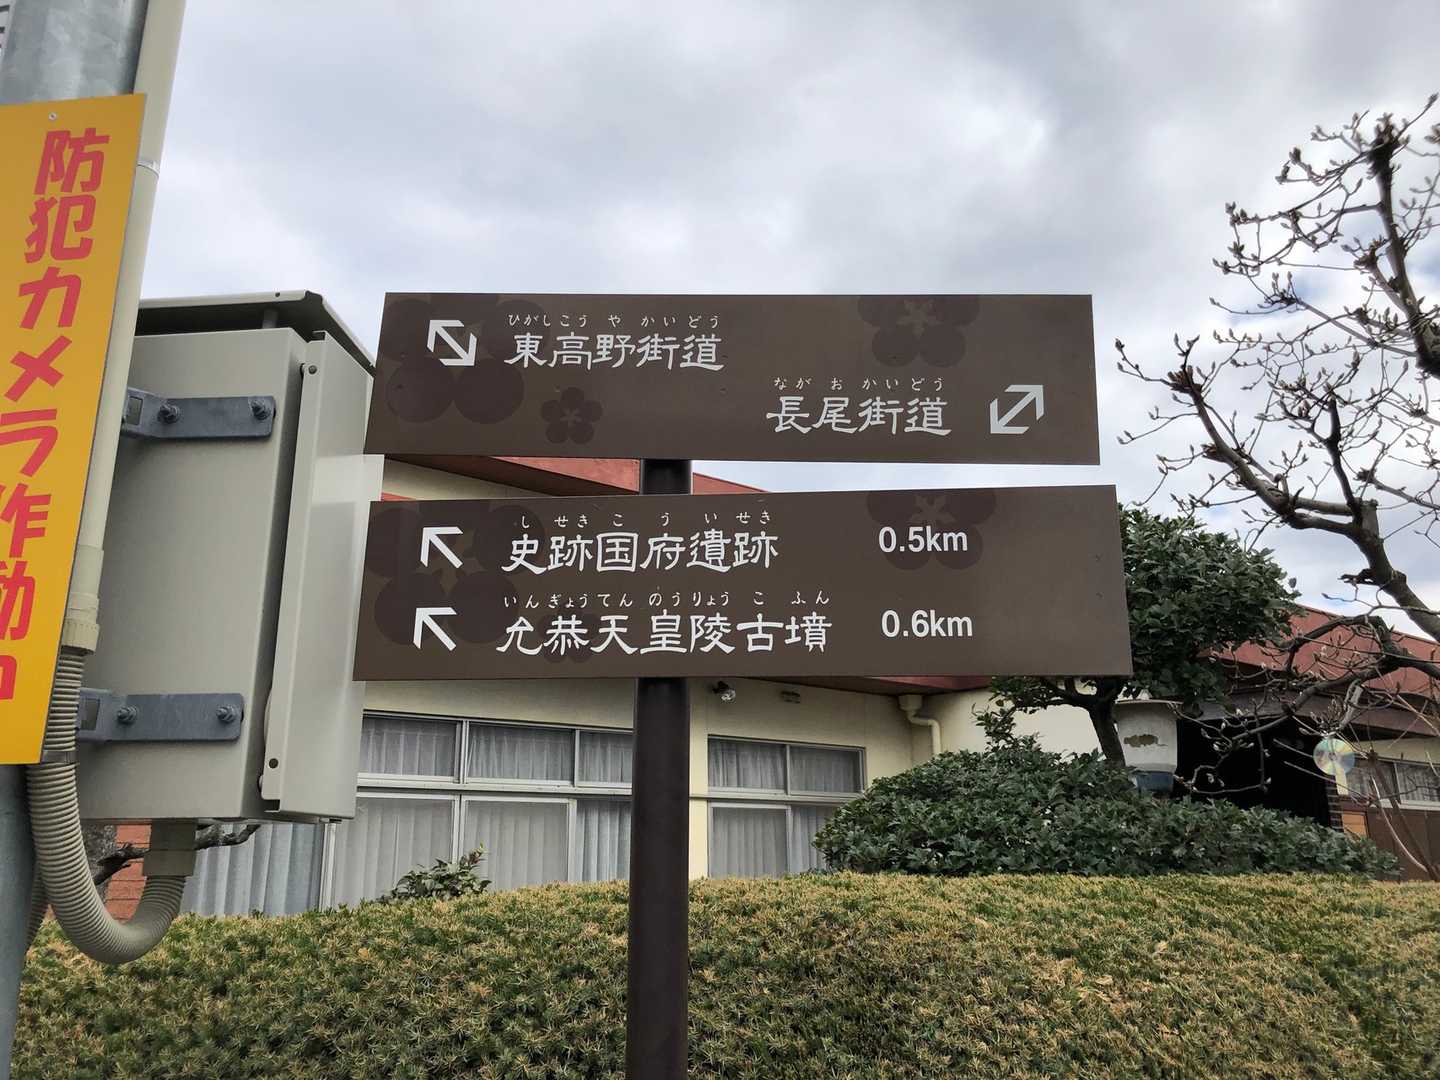 防犯カメラ作動中
ひがしこうやかいどう
東高野街道
ながおかいどう
長尾街道
しせきこういせき
史跡国府遺跡 0.5km
いんぎょうてんのうりょうこふん
允恭天皇陵古墳 0.6km